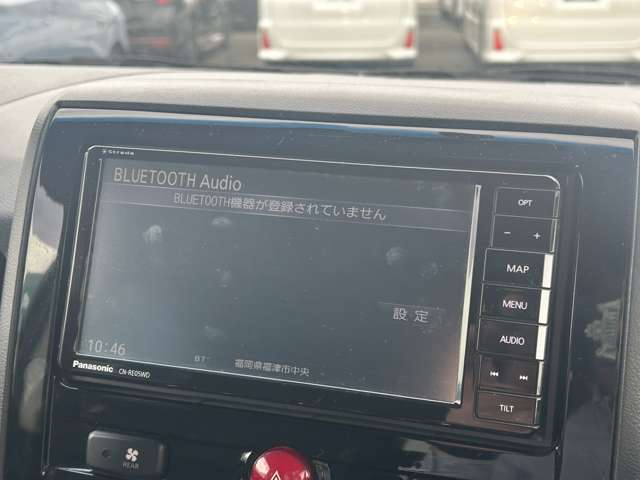 Strada
BLUETOOTH Audio
BLUETOOTH機器が登録されていません
設定
10:46
BT
福岡県福津市中央
Panasonic
CN-RE05WD
OPT
− +
MAP
MENU
AUDIO
TILT
REAR